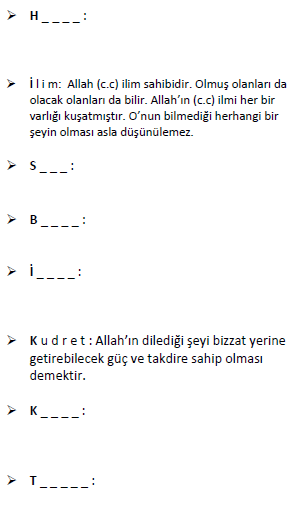 ➢ H _ _ _ _ :
➢ İ l i m: Allah (c.c) ilim sahibidir. Olmuş olanları da
olacak olanları da bilir. Allah’ın (c.c) ilmi her bir
varlığı kuşatmıştır. O’nun bilmediği herhangi bir
şeyin olması asla düşünülemez.
➢ S _ _ _ :
➢ B _ _ _ _ :
➢ İ _ _ _ _ :
➢ K u d r e t : Allah’ın dilediği şeyi bizzat yerine
getirebilecek güç ve takdire sahip olması
demektir.
➢ K _ _ _ _ :
➢ T _ _ _ _ _ :